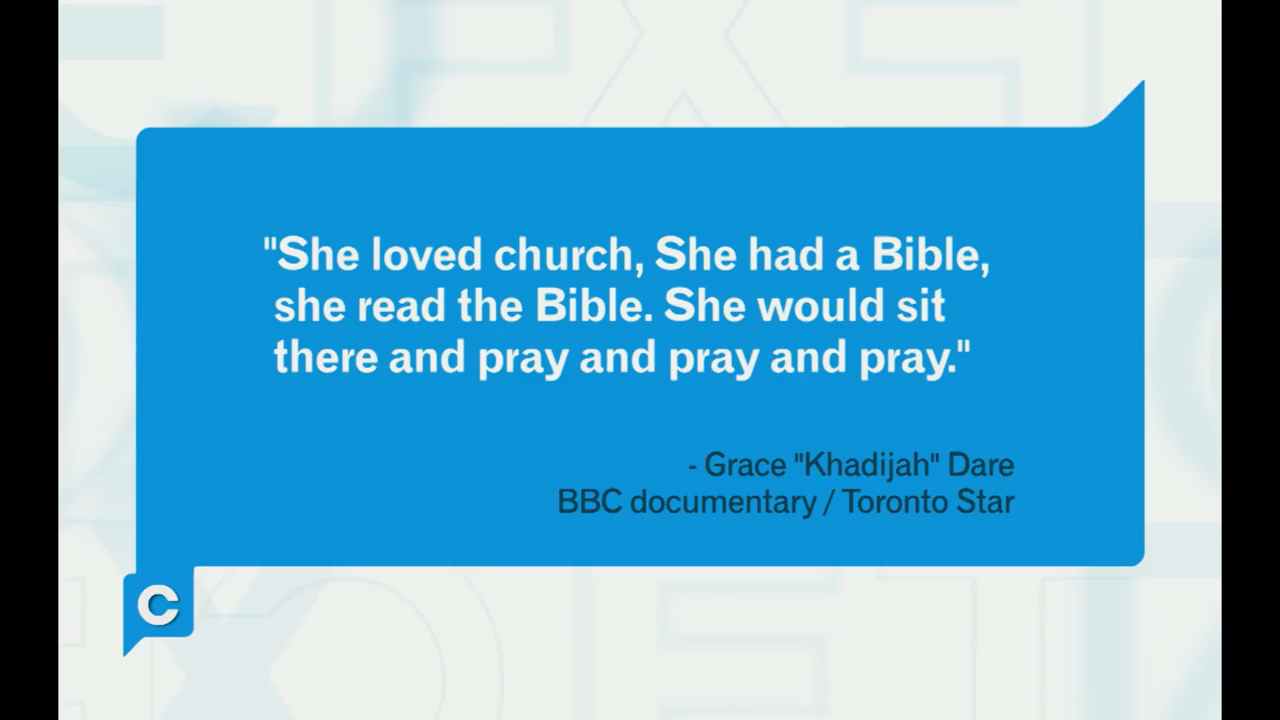 "She loved church, She had a Bible,
she read the Bible. She would sit
there and pray and pray and pray."
- Grace "Khadijah" Dare
BBC documentary / Toronto Star
C